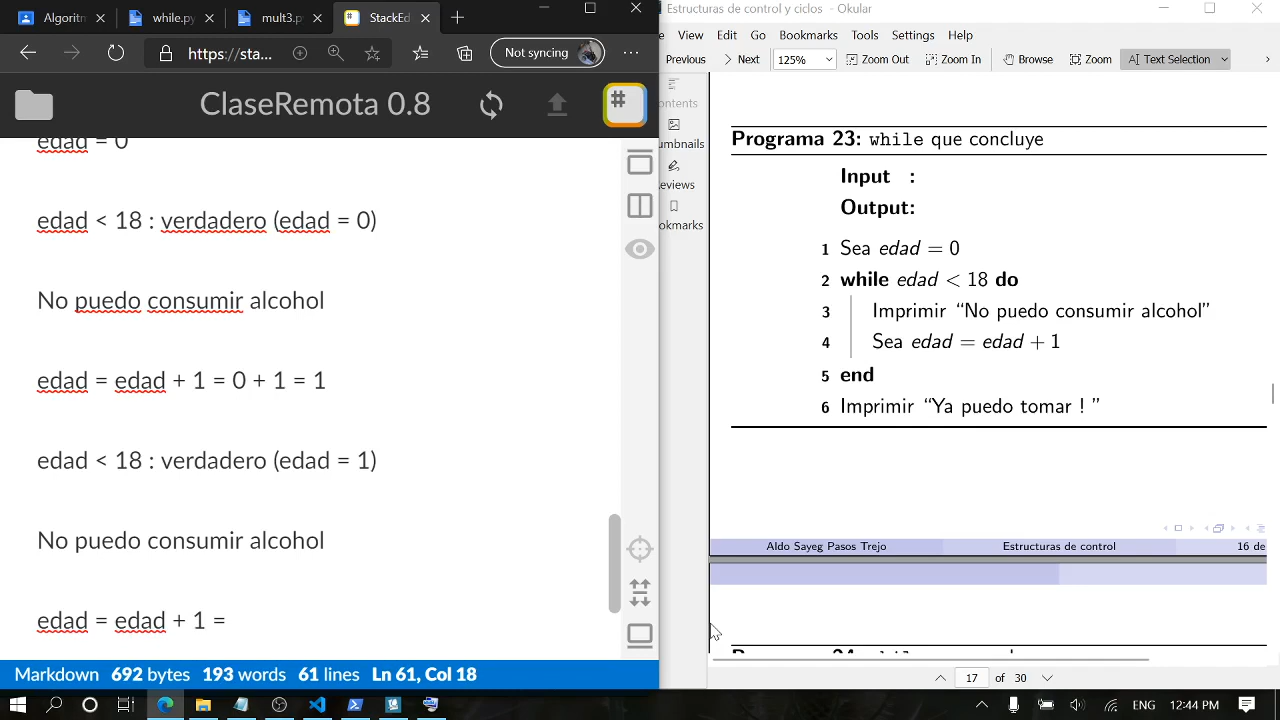 Algoritr
while.py
mult3.py
StackEd
https://sta...
Not syncing
ClaseRemota 0.8
edad = 0
edad < 18 : verdadero (edad = 0)
No puedo consumir alcohol
edad = edad + 1 = 0 + 1 = 1
edad < 18 : verdadero (edad = 1)
No puedo consumir alcohol
edad = edad + 1 =
Markdown 692 bytes 193 words 61 lines Ln 61, Col 18
Estructuras de control y ciclos - Okular
e View Edit Go Bookmarks Tools Settings Help
Previous Next 125% Zoom Out Zoom In Browse Zoom Text Selection
ontents
umbnails
eviews
okmarks
Programa 23: while que concluye
Input :
Output:
1 Sea edad = 0
2 while edad < 18 do
3 Imprimir “No puedo consumir alcohol”
4 Sea edad = edad + 1
5 end
6 Imprimir “Ya puedo tomar ! ”
Aldo Sayeg Pasos Trejo Estructuras de control 16 de
17 of 30
ENG 12:44 PM